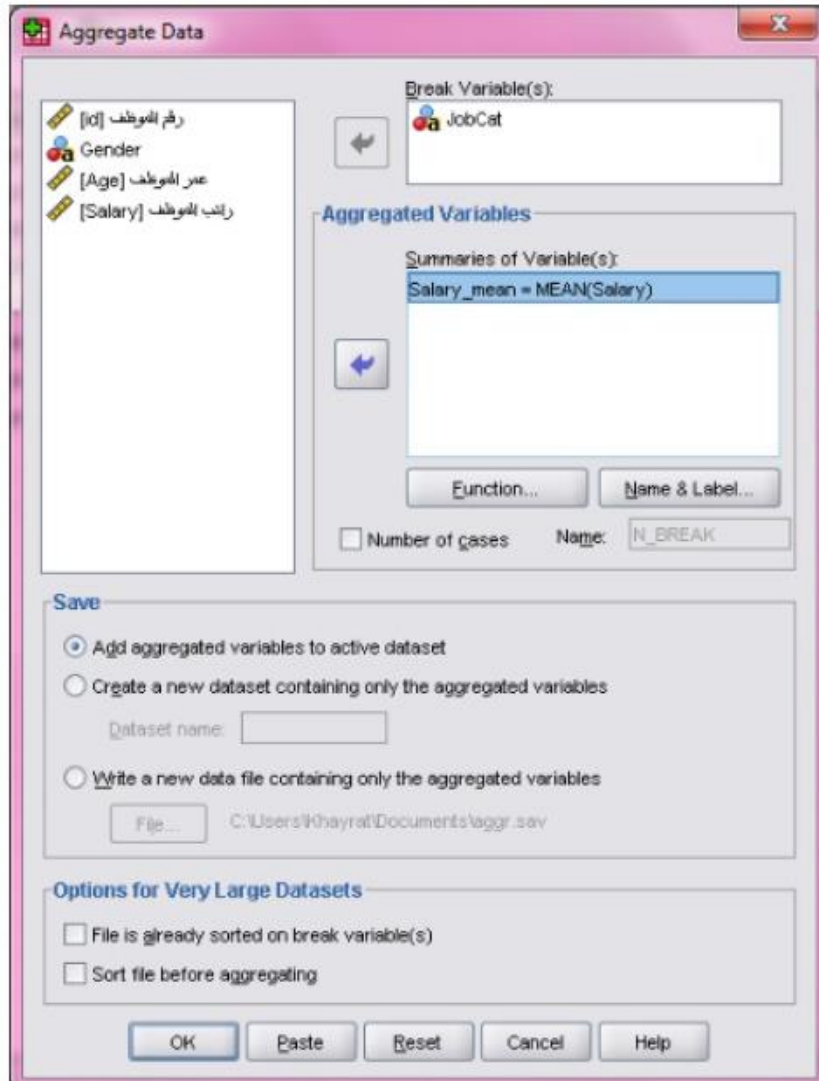 Aggregate Data
رقم الموظف [id]
Gender
عمر الموظف [Age]
راتب الموظف [Salary]
Break Variable(s):
JobCat
Aggregated Variables
Summaries of Variable(s):
Salary_mean = MEAN(Salary)
Function...
Name & Label...
Number of cases
Name:
N_BREAK
Save
Add aggregated variables to active dataset
Create a new dataset containing only the aggregated variables
Dataset name:
Write a new data file containing only the aggregated variables
File...
C:\Users\Khayrat\Documents\aggr.sav
Options for Very Large Datasets
File is already sorted on break variable(s)
Sort file before aggregating
OK
Paste
Reset
Cancel
Help